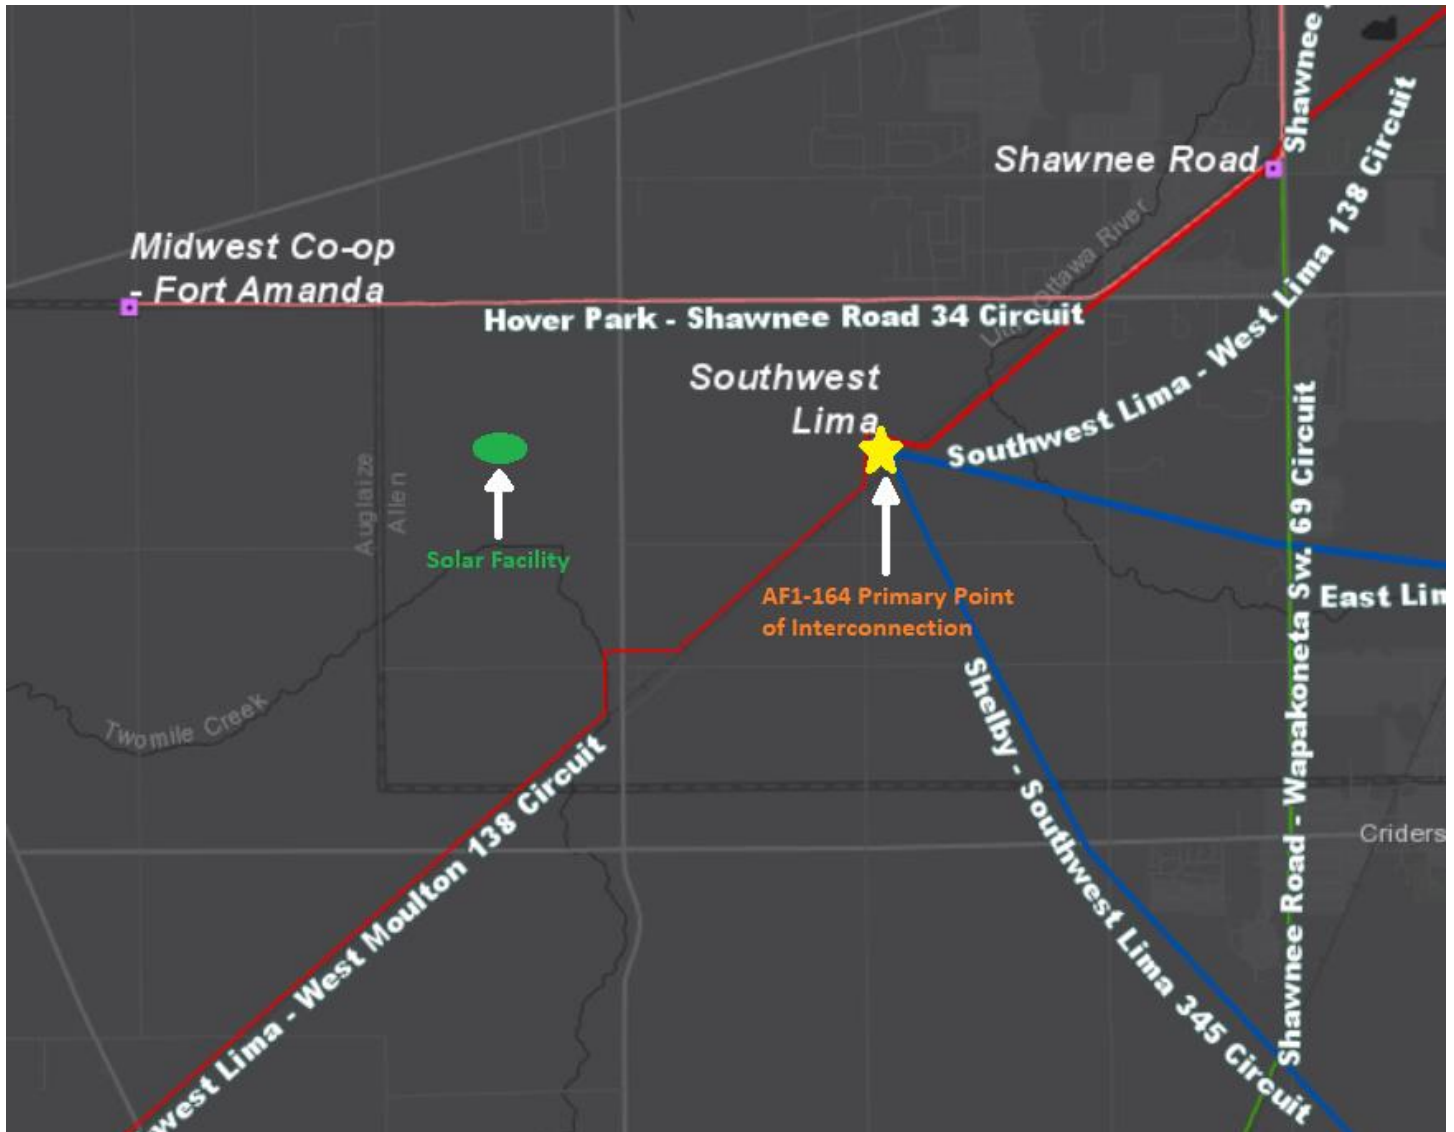 Shawnee
Shawnee Road
Southwest Lima - West Lima 138 Circuit
Midwest Co-op
- Fort Amanda
Ottawa River
Hover Park - Shawnee Road 34 Circuit
Southwest
Lima
Auglaize
Allen
Solar Facility
AF1-164 Primary Point
of Interconnection
East Lim
Shawnee Road - Wapakoneta Sw. 69 Circuit
Shelby - Southwest Lima 345 Circuit
Twomile Creek
Criders
west Lima - West Moulton 138 Circuit